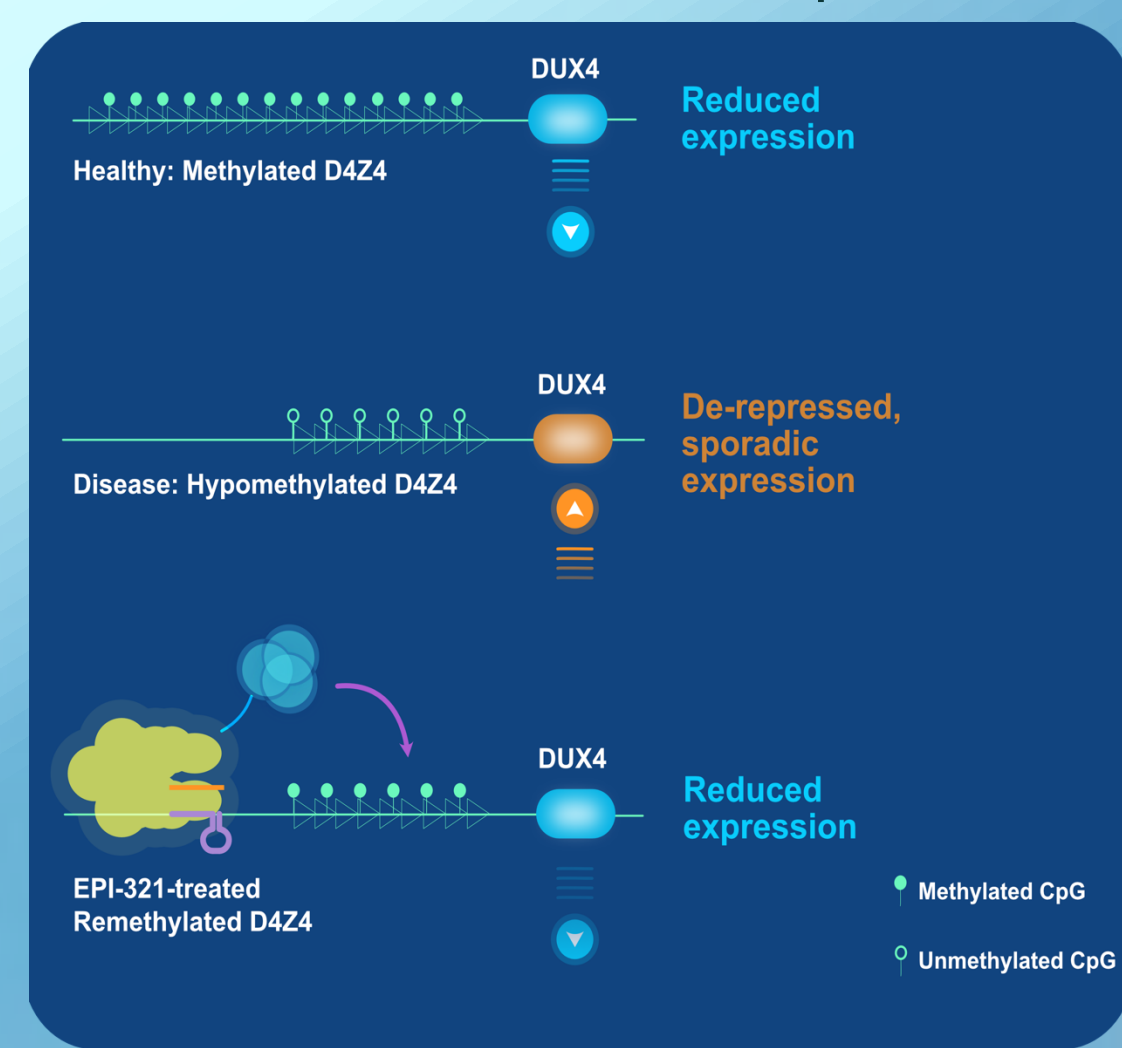 DUX4
Reduced
expression
Healthy: Methylated D4Z4
DUX4
De-repressed,
sporadic
expression
Disease: Hypomethylated D4Z4
DUX4
Reduced
expression
EPI-321-treated
Remethylated D4Z4
Methylated CpG
Unmethylated CpG